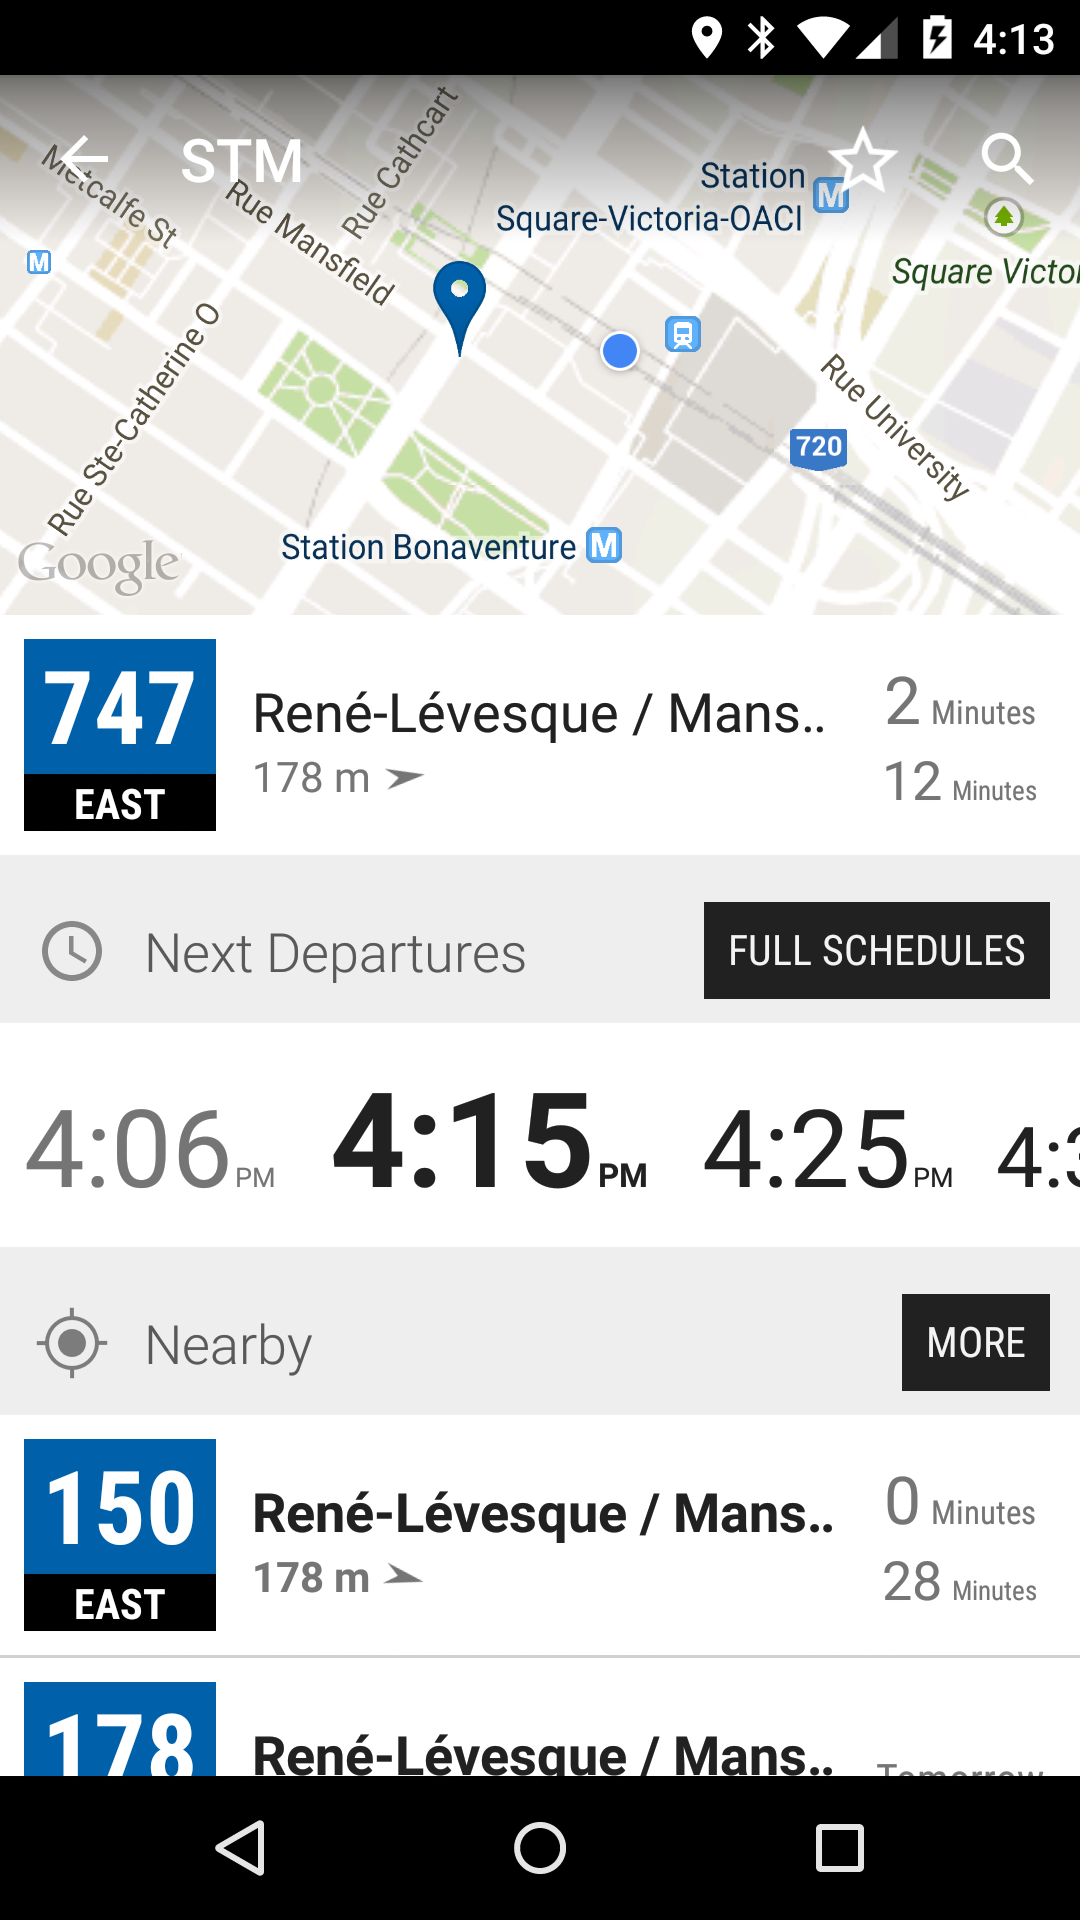 4:13
STM
Metcalfe St
Rue Cathcart
Rue Mansfield
Station
Square-Victoria-OACI
M
M
Square Victor
Rue Ste-Catherine O
Rue University
720
Station Bonaventure M
Google
747
EAST
René-Lévesque / Mans..
178 m
2 Minutes
12 Minutes
Next Departures
FULL SCHEDULES
4:06 PM
4:15 PM
4:25 PM
4:3
Nearby
MORE
150
EAST
René-Lévesque / Mans..
178 m
0 Minutes
28 Minutes
178
René-Lévesque / Mans..
Tomorrow